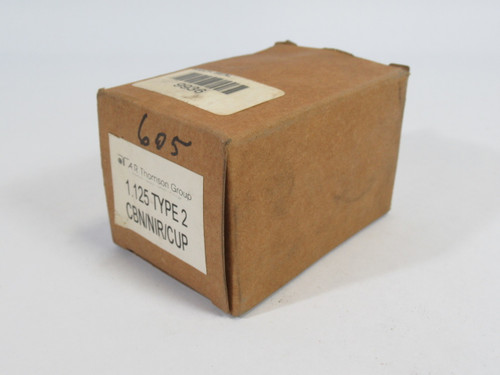 605
A.R. Thomson Group
1.125 TYPE 2
CBN/NIR/CUP